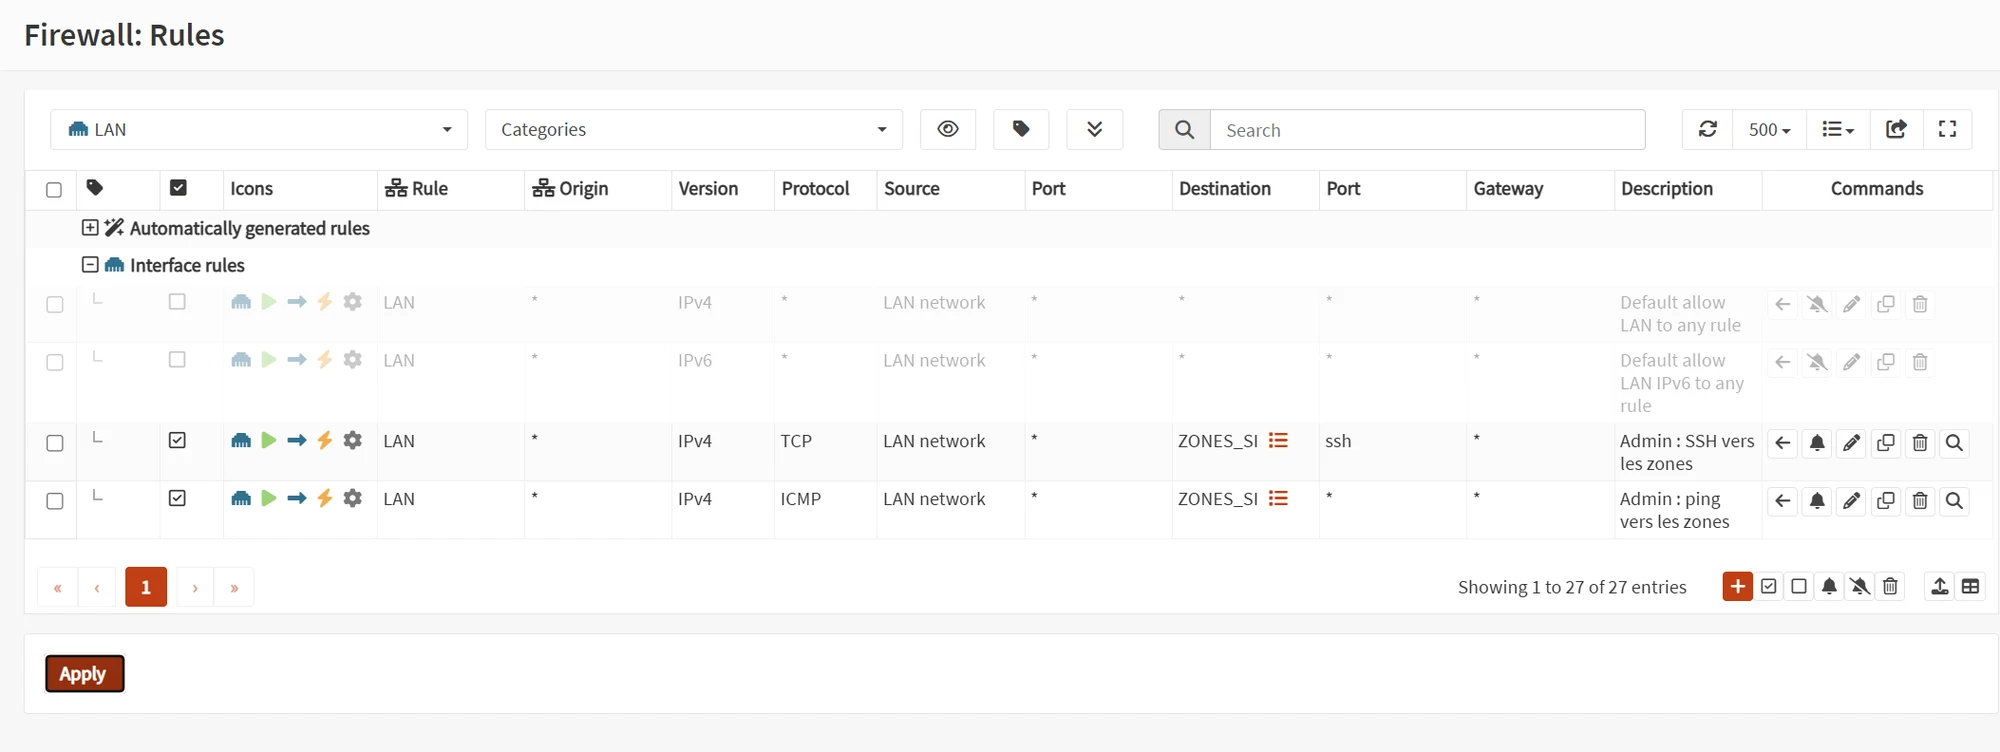 Firewall: Rules
LAN Categories Search 500
Icons Rule Origin Version Protocol Source Port Destination Port Gateway Description Commands
Automatically generated rules
Interface rules
LAN * IPv4 * LAN network * * * * Default allow
LAN to any rule
LAN * IPv6 * LAN network * * * * Default allow
LAN IPv6 to any
rule
LAN * IPv4 TCP LAN network * ZONES_SI ssh * Admin : SSH vers
les zones
LAN * IPv4 ICMP LAN network * ZONES_SI * * Admin : ping
vers les zones
« ‹ 1 › » Showing 1 to 27 of 27 entries
Apply